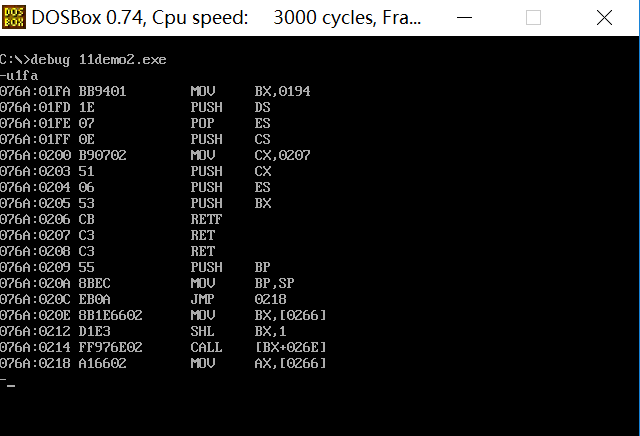 DOS
BOX
DOSBox 0.74, Cpu speed: 3000 cycles, Fra...
C:\>debug 11demo2.exe
-u1fa
076A:01FA BB9401 MOV BX,0194
076A:01FD 1E PUSH DS
076A:01FE 07 POP ES
076A:01FF 0E PUSH CS
076A:0200 B90702 MOV CX,0207
076A:0203 51 PUSH CX
076A:0204 06 PUSH ES
076A:0205 53 PUSH BX
076A:0206 CB RETF
076A:0207 C3 RET
076A:0208 C3 RET
076A:0209 55 PUSH BP
076A:020A 8BEC MOV BP,SP
076A:020C EB0A JMP 0218
076A:020E 8B1E6602 MOV BX,[0266]
076A:0212 D1E3 SHL BX,1
076A:0214 FF976E02 CALL [BX+026E]
076A:0218 A16602 MOV AX,[0266]
-_